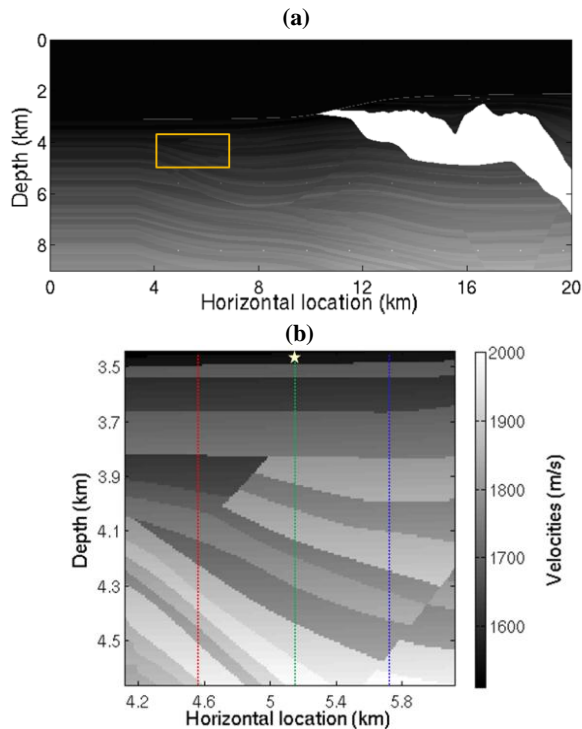 (a)
0
2
4
6
8
Depth (km)
0 4 8 12 16 20
Horizontal location (km)
(b)
3.5
3.7
3.9
4.1
4.3
4.5
Depth (km)
4.2 4.6 5 5.4 5.8
Horizontal location (km)
2000
1900
1800
1700
1600
Velocities (m/s)